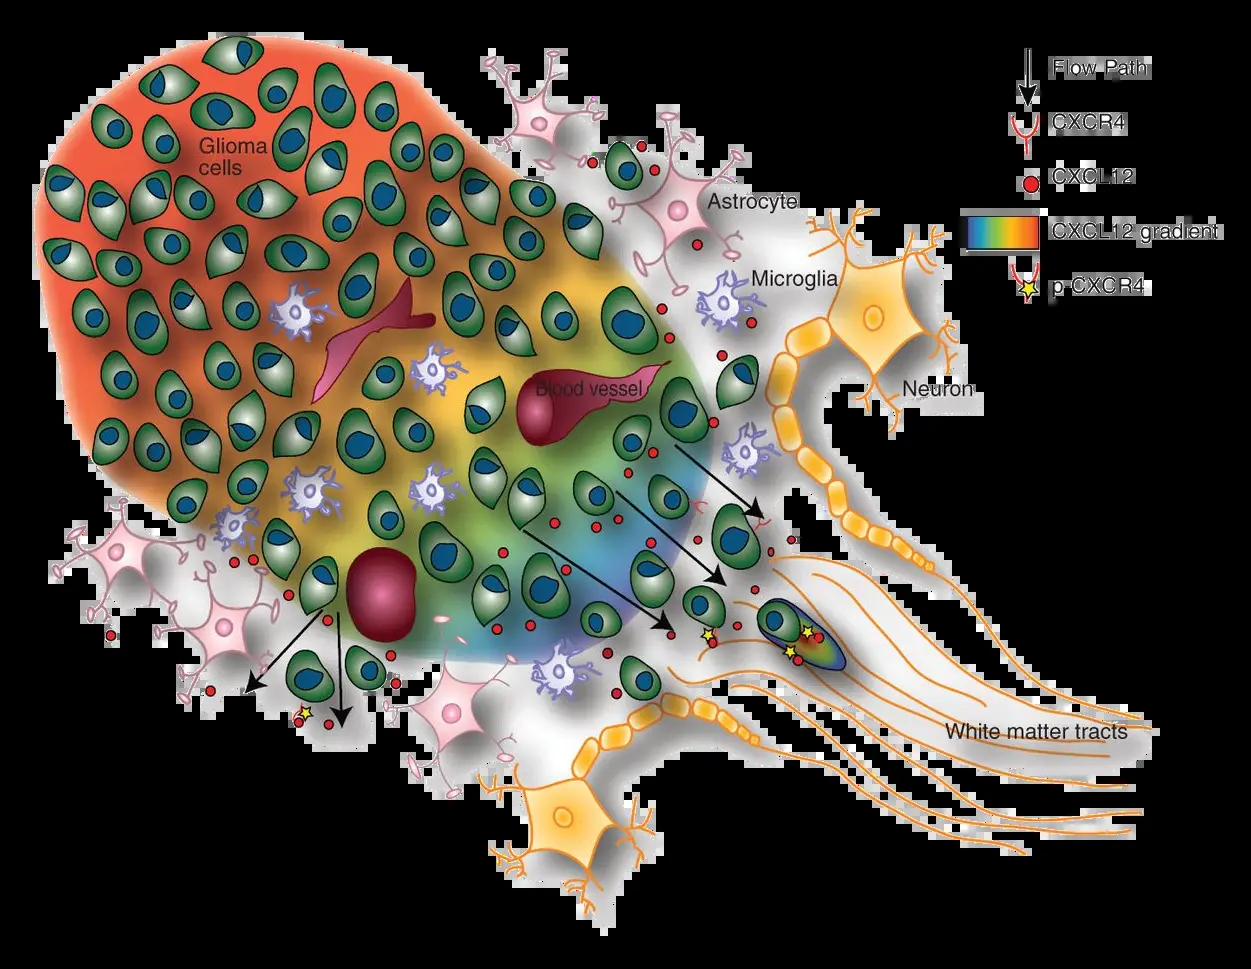 Flow Path
CXCR4
CXCL12
CXCL12 gradient
p-CXCR4
Glioma
cells
Astrocyte
Microglia
Neuron
Blood vessel
White matter tracts